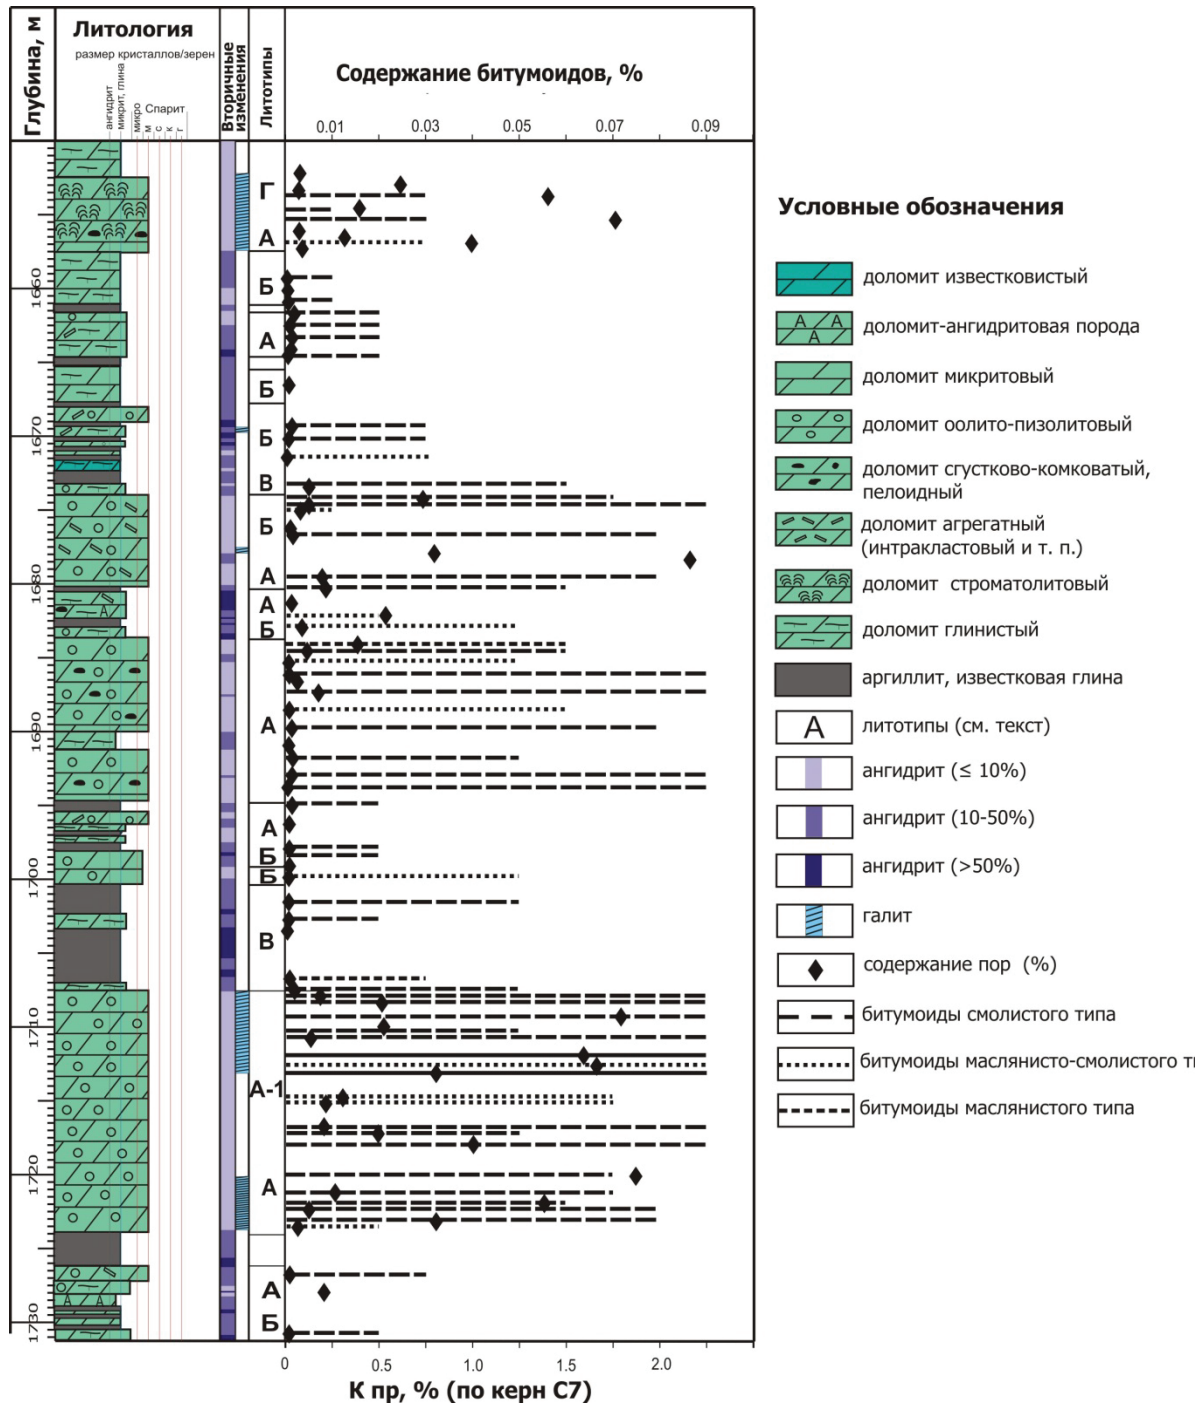 Глубина, м
Литология
размер кристаллов/зерен
ангидрит
микрит, глина
микро
Спарит
м
с
к
г
Вторичные
изменения
Литотипы
Содержание битумоидов, %
0.01
0.03
0.05
0.07
0.09
1660
1670
1680
1690
1700
1710
1720
1730
Г
А
Б
А
Б
Б
В
Б
А
А
Б
А
А
Б
Б
В
А-1
А
А
Б
А
А А
0
0.5
1.0
1.5
2.0
К пр, % (по керн С7)
Условные обозначения
доломит известковистый
А А
А
доломит-ангидритовая порода
доломит микритовый
доломит оолито-пизолитовый
доломит сгустково-комковатый,
пелоидный
доломит агрегатный
(интракластовый и т. п.)
доломит строматолитовый
доломит глинистый
аргиллит, известковая глина
А
литотипы (см. текст)
ангидрит (≤ 10%)
ангидрит (10-50%)
ангидрит (>50%)
галит
содержание пор (%)
битумоиды смолистого типа
битумоиды маслянисто-смолистого ти
битумоиды маслянистого типа